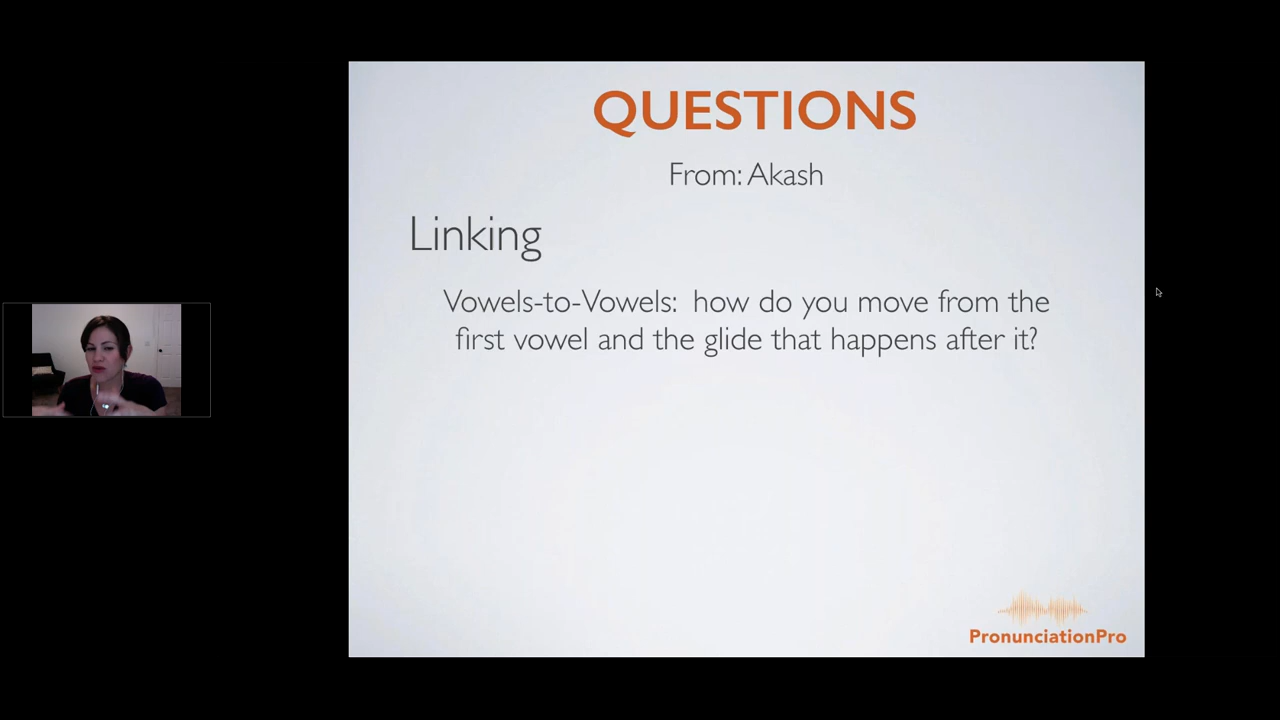 QUESTIONS
From: Akash
Linking
Vowels-to-Vowels: how do you move from the
first vowel and the glide that happens after it?
PronunciationPro